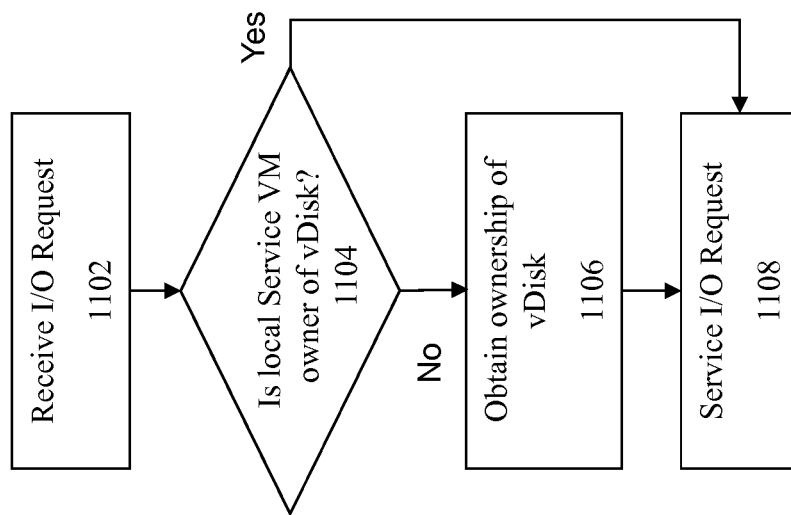 Receive I/O Request
1102
Is local Service VM
owner of vDisk?
1104
Yes
No
Obtain ownership of
vDisk
1106
Service I/O Request
1108